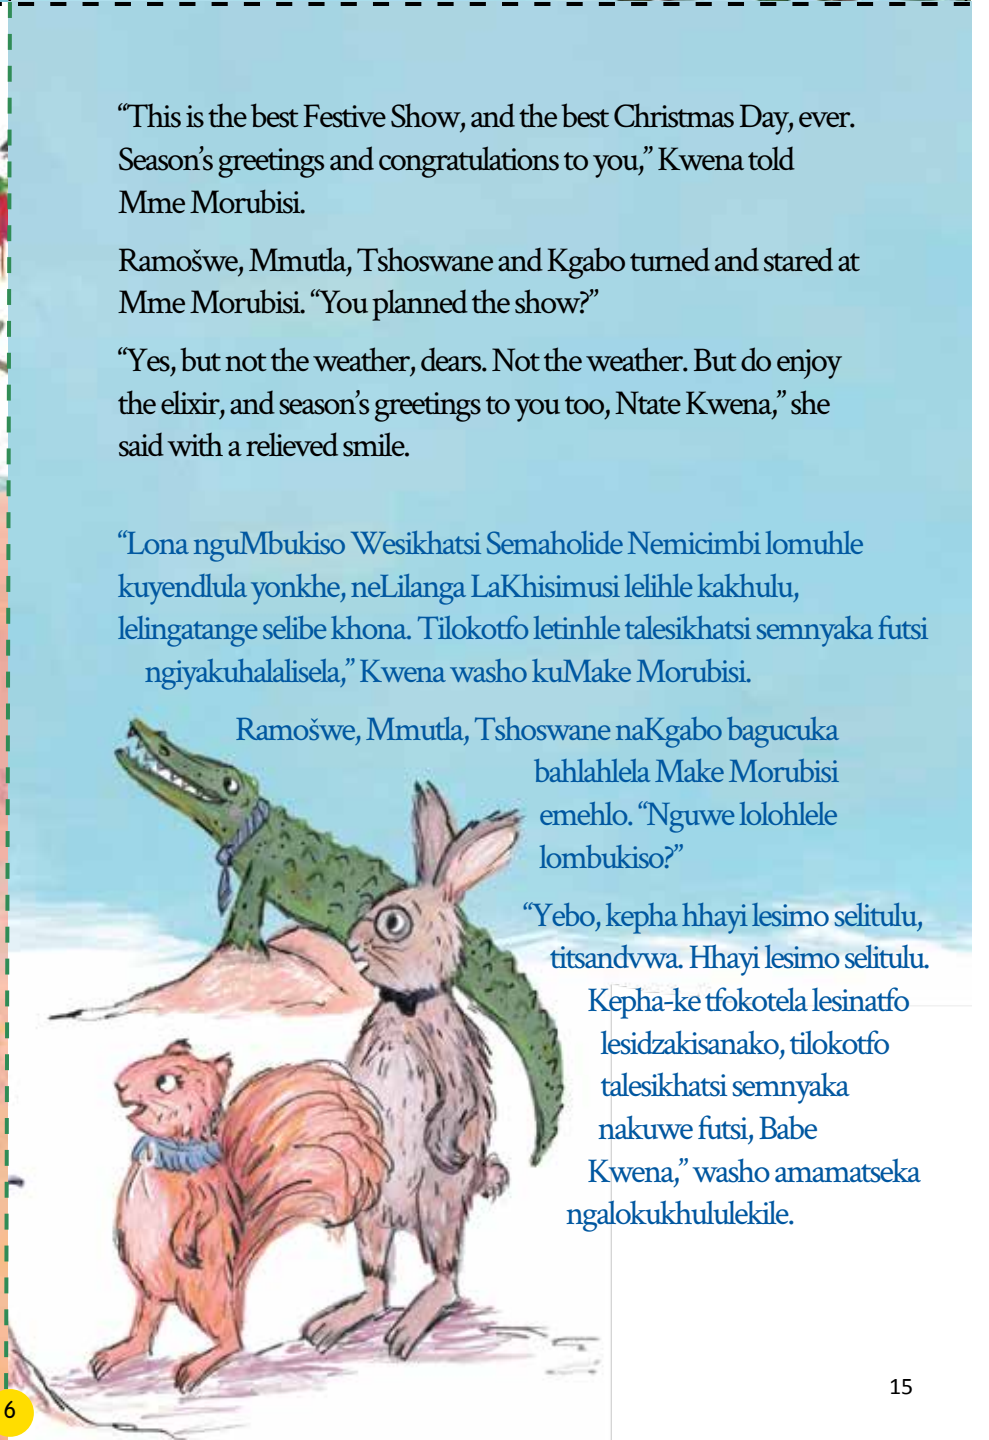 “This is the best Festive Show, and the best Christmas Day, ever.
Season’s greetings and congratulations to you,” Kwena told
Mme Morubisi.
Ramošwe, Mmutla, Tshoswane and Kgabo turned and stared at
Mme Morubisi. “You planned the show?”
“Yes, but not the weather, dears. Not the weather. But do enjoy
the elixir, and season’s greetings to you too, Ntate Kwena,” she
said with a relieved smile.
“Lona nguMbukiso Wesikhatsi Semaholide Nemicimbi lomuhle
kuyendlula yonkhe, neLilanga LaKhisimusi lelihle kakhulu,
lelingatange selibe khona. Tilokotfo letinhle talesikhatsi semnyaka futsi
ngiyakuhalalisela,” Kwena washo kuMake Morubisi.
Ramošwe, Mmutla, Tshoswane naKgabo bagucuka
bahlahlela Make Morubisi
emehlo. “Nguwe lolohlele
lombukiso?”
“Yebo, kepha hhayi lesimo selitulu,
titsandvwa. Hhayi lesimo selitulu.
Kepha-ke tfokotela lesinatfo
lesidzakisanako, tilokotfo
talesikhatsi semnyaka
nakuwe futsi, Babe
Kwena,” washo amamatseka
ngalokukhululekile.
15
6